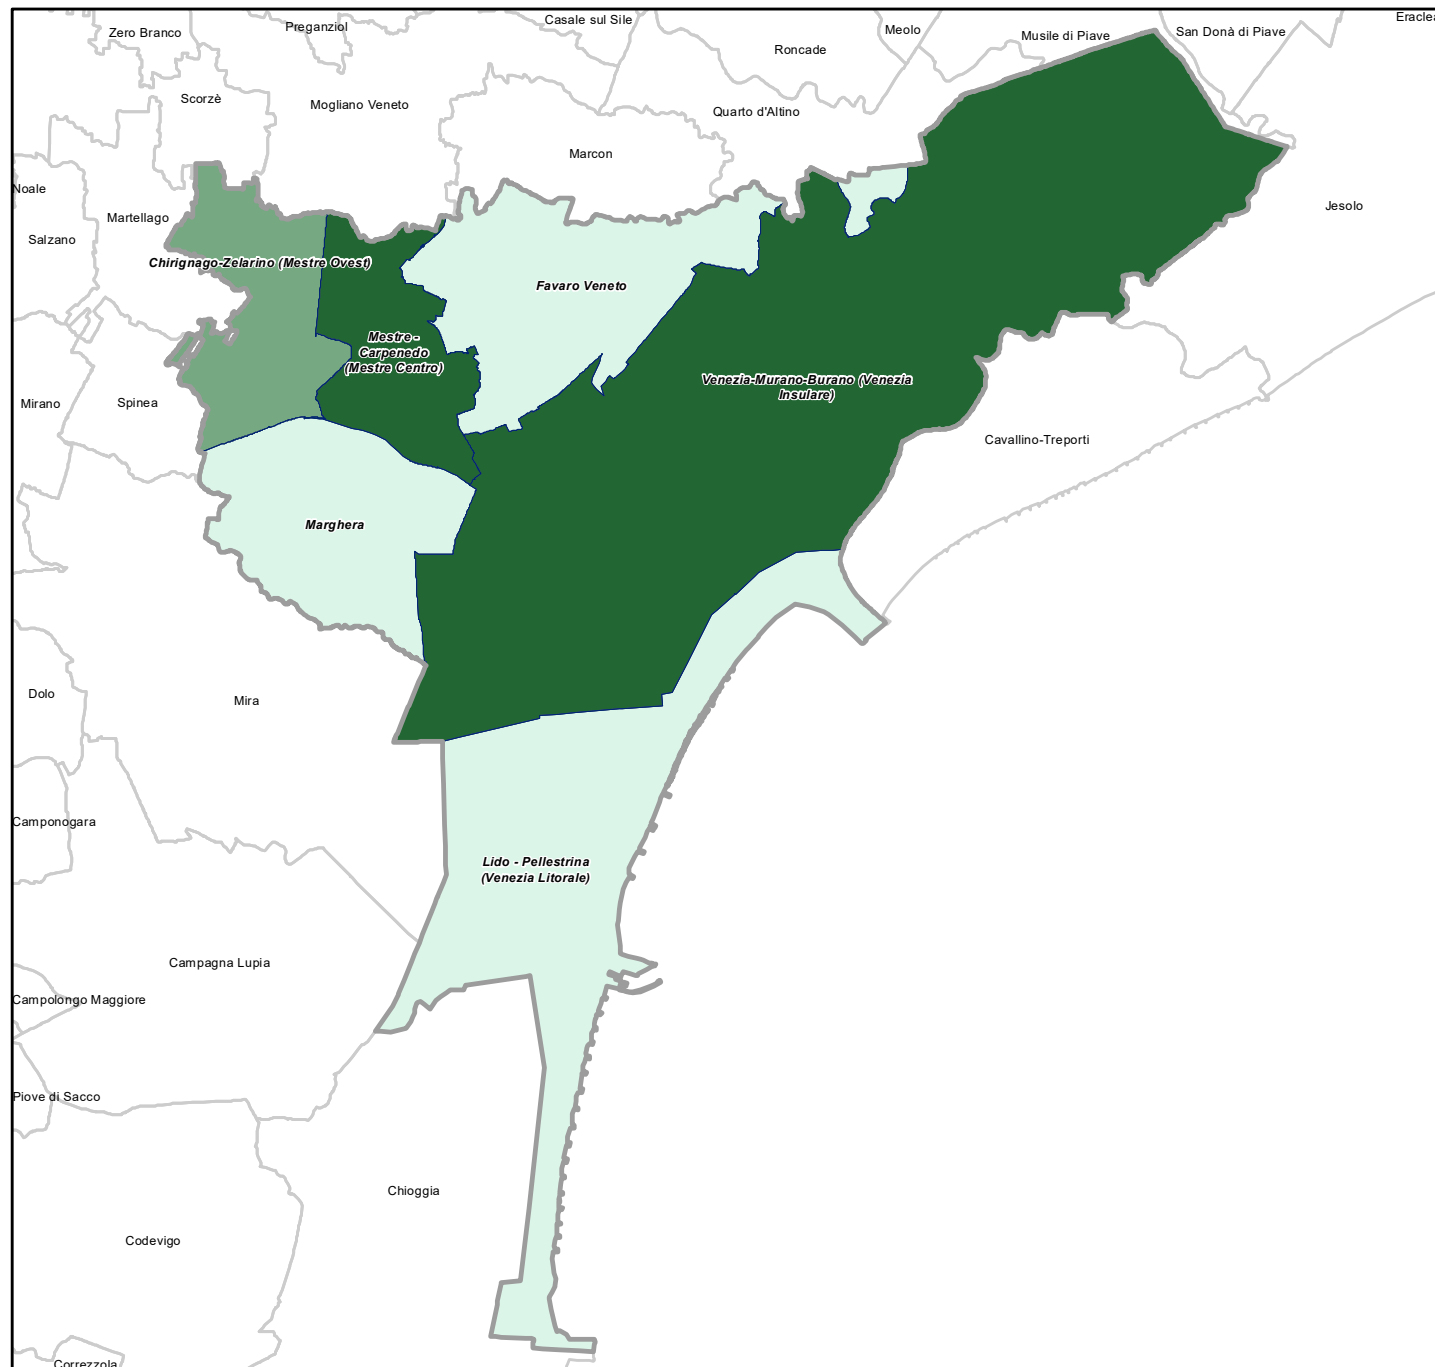 Zero Branco
Preganziol
Casale sul Sile
Meolo
Musile di Piave
San Donà di Piave
Eraclea
Roncade
Scorzè
Mogliano Veneto
Quarto d'Altino
Marcon
Noale
Martellago
Salzano
Jesolo
Chirignago-Zelarino (Mestre Ovest)
Favaro Veneto
Mestre -
Carpenedo
(Mestre Centro)
Venezia-Murano-Burano (Venezia
Insulare)
Mirano
Spinea
Cavallino-Treporti
Marghera
Dolo
Mira
Camponogara
Lido - Pellestrina
(Venezia Litorale)
Campagna Lupia
Campolongo Maggiore
Piove di Sacco
Chioggia
Codevigo
Correzzola